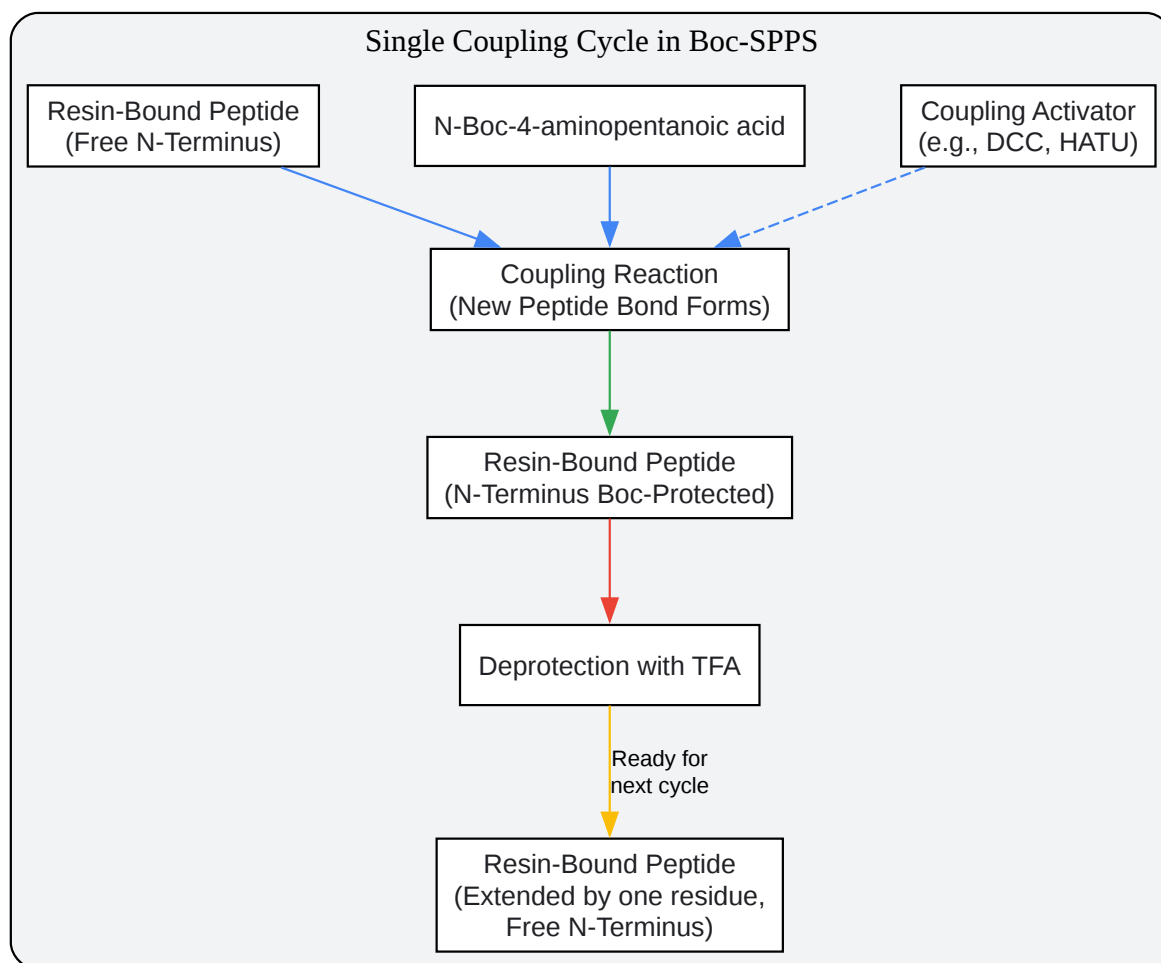 Single Coupling Cycle in Boc-SPPS
Resin-Bound Peptide
(Free N-Terminus)
N-Boc-4-aminopentanoic acid
Coupling Activator
(e.g., DCC, HATU)
Coupling Reaction
(New Peptide Bond Forms)
Resin-Bound Peptide
(N-Terminus Boc-Protected)
Deprotection with TFA
Ready for
next cycle
Resin-Bound Peptide
(Extended by one residue,
Free N-Terminus)